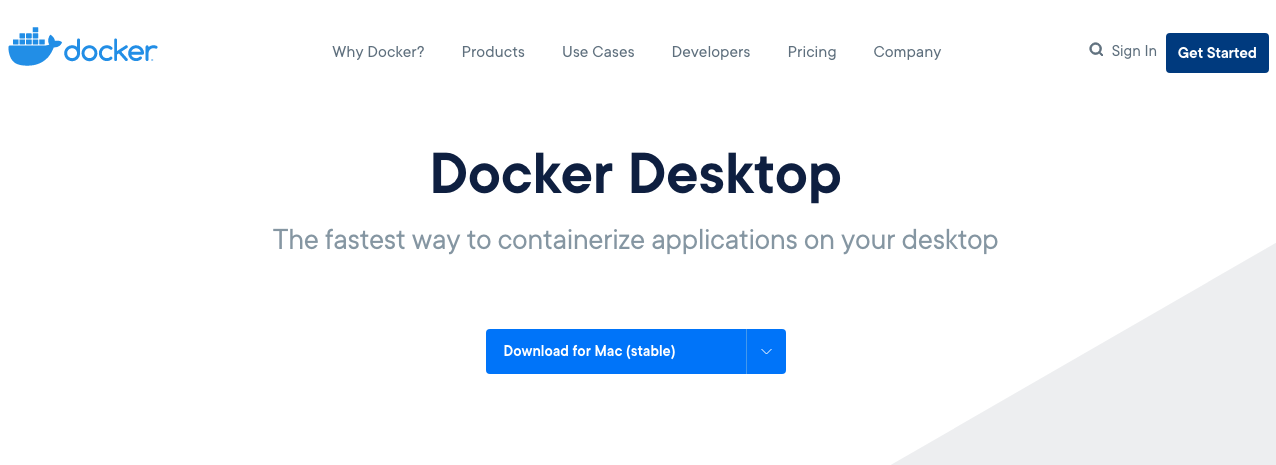 docker
Why Docker? Products Use Cases Developers Pricing Company Sign In Get Started
Docker Desktop
The fastest way to containerize applications on your desktop
Download for Mac (stable)